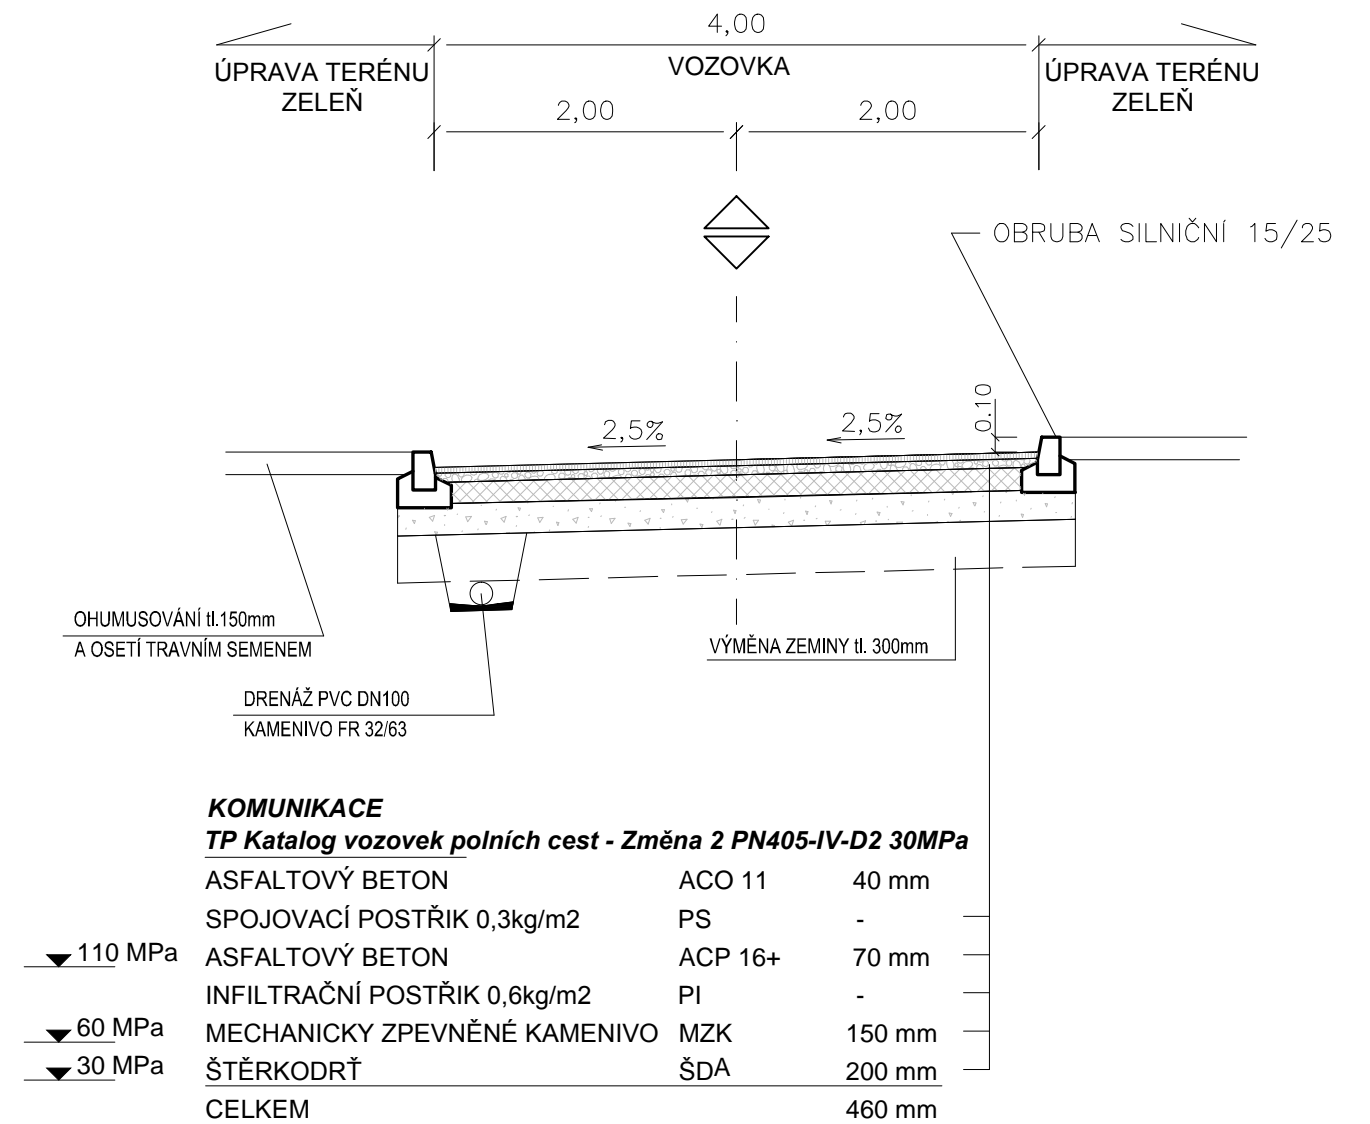 4,00
VOZOVKA
ÚPRAVA TERÉNU
ZELEŇ
ÚPRAVA TERÉNU
ZELEŇ
2,00
2,00
OBRUBA SILNIČNÍ 15/25
0.10
2,5%
2,5%
OHUMUSOVÁNÍ tl.150mm
A OSETÍ TRAVNÍM SEMENEM
VÝMĚNA ZEMINY tl. 300mm
DRENÁŽ PVC DN100
KAMENIVO FR 32/63
KOMUNIKACE
TP Katalog vozovek polních cest - Změna 2 PN405-IV-D2 30MPa
ASFALTOVÝ BETON ACO 11 40 mm
SPOJOVACÍ POSTŘIK 0,3kg/m2 PS -
110 MPa ASFALTOVÝ BETON ACP 16+ 70 mm
INFILTRAČNÍ POSTŘIK 0,6kg/m2 PI -
60 MPa MECHANICKY ZPEVNĚNÉ KAMENIVO MZK 150 mm
30 MPa ŠTĚRKODRŤ ŠDA 200 mm
CELKEM 460 mm